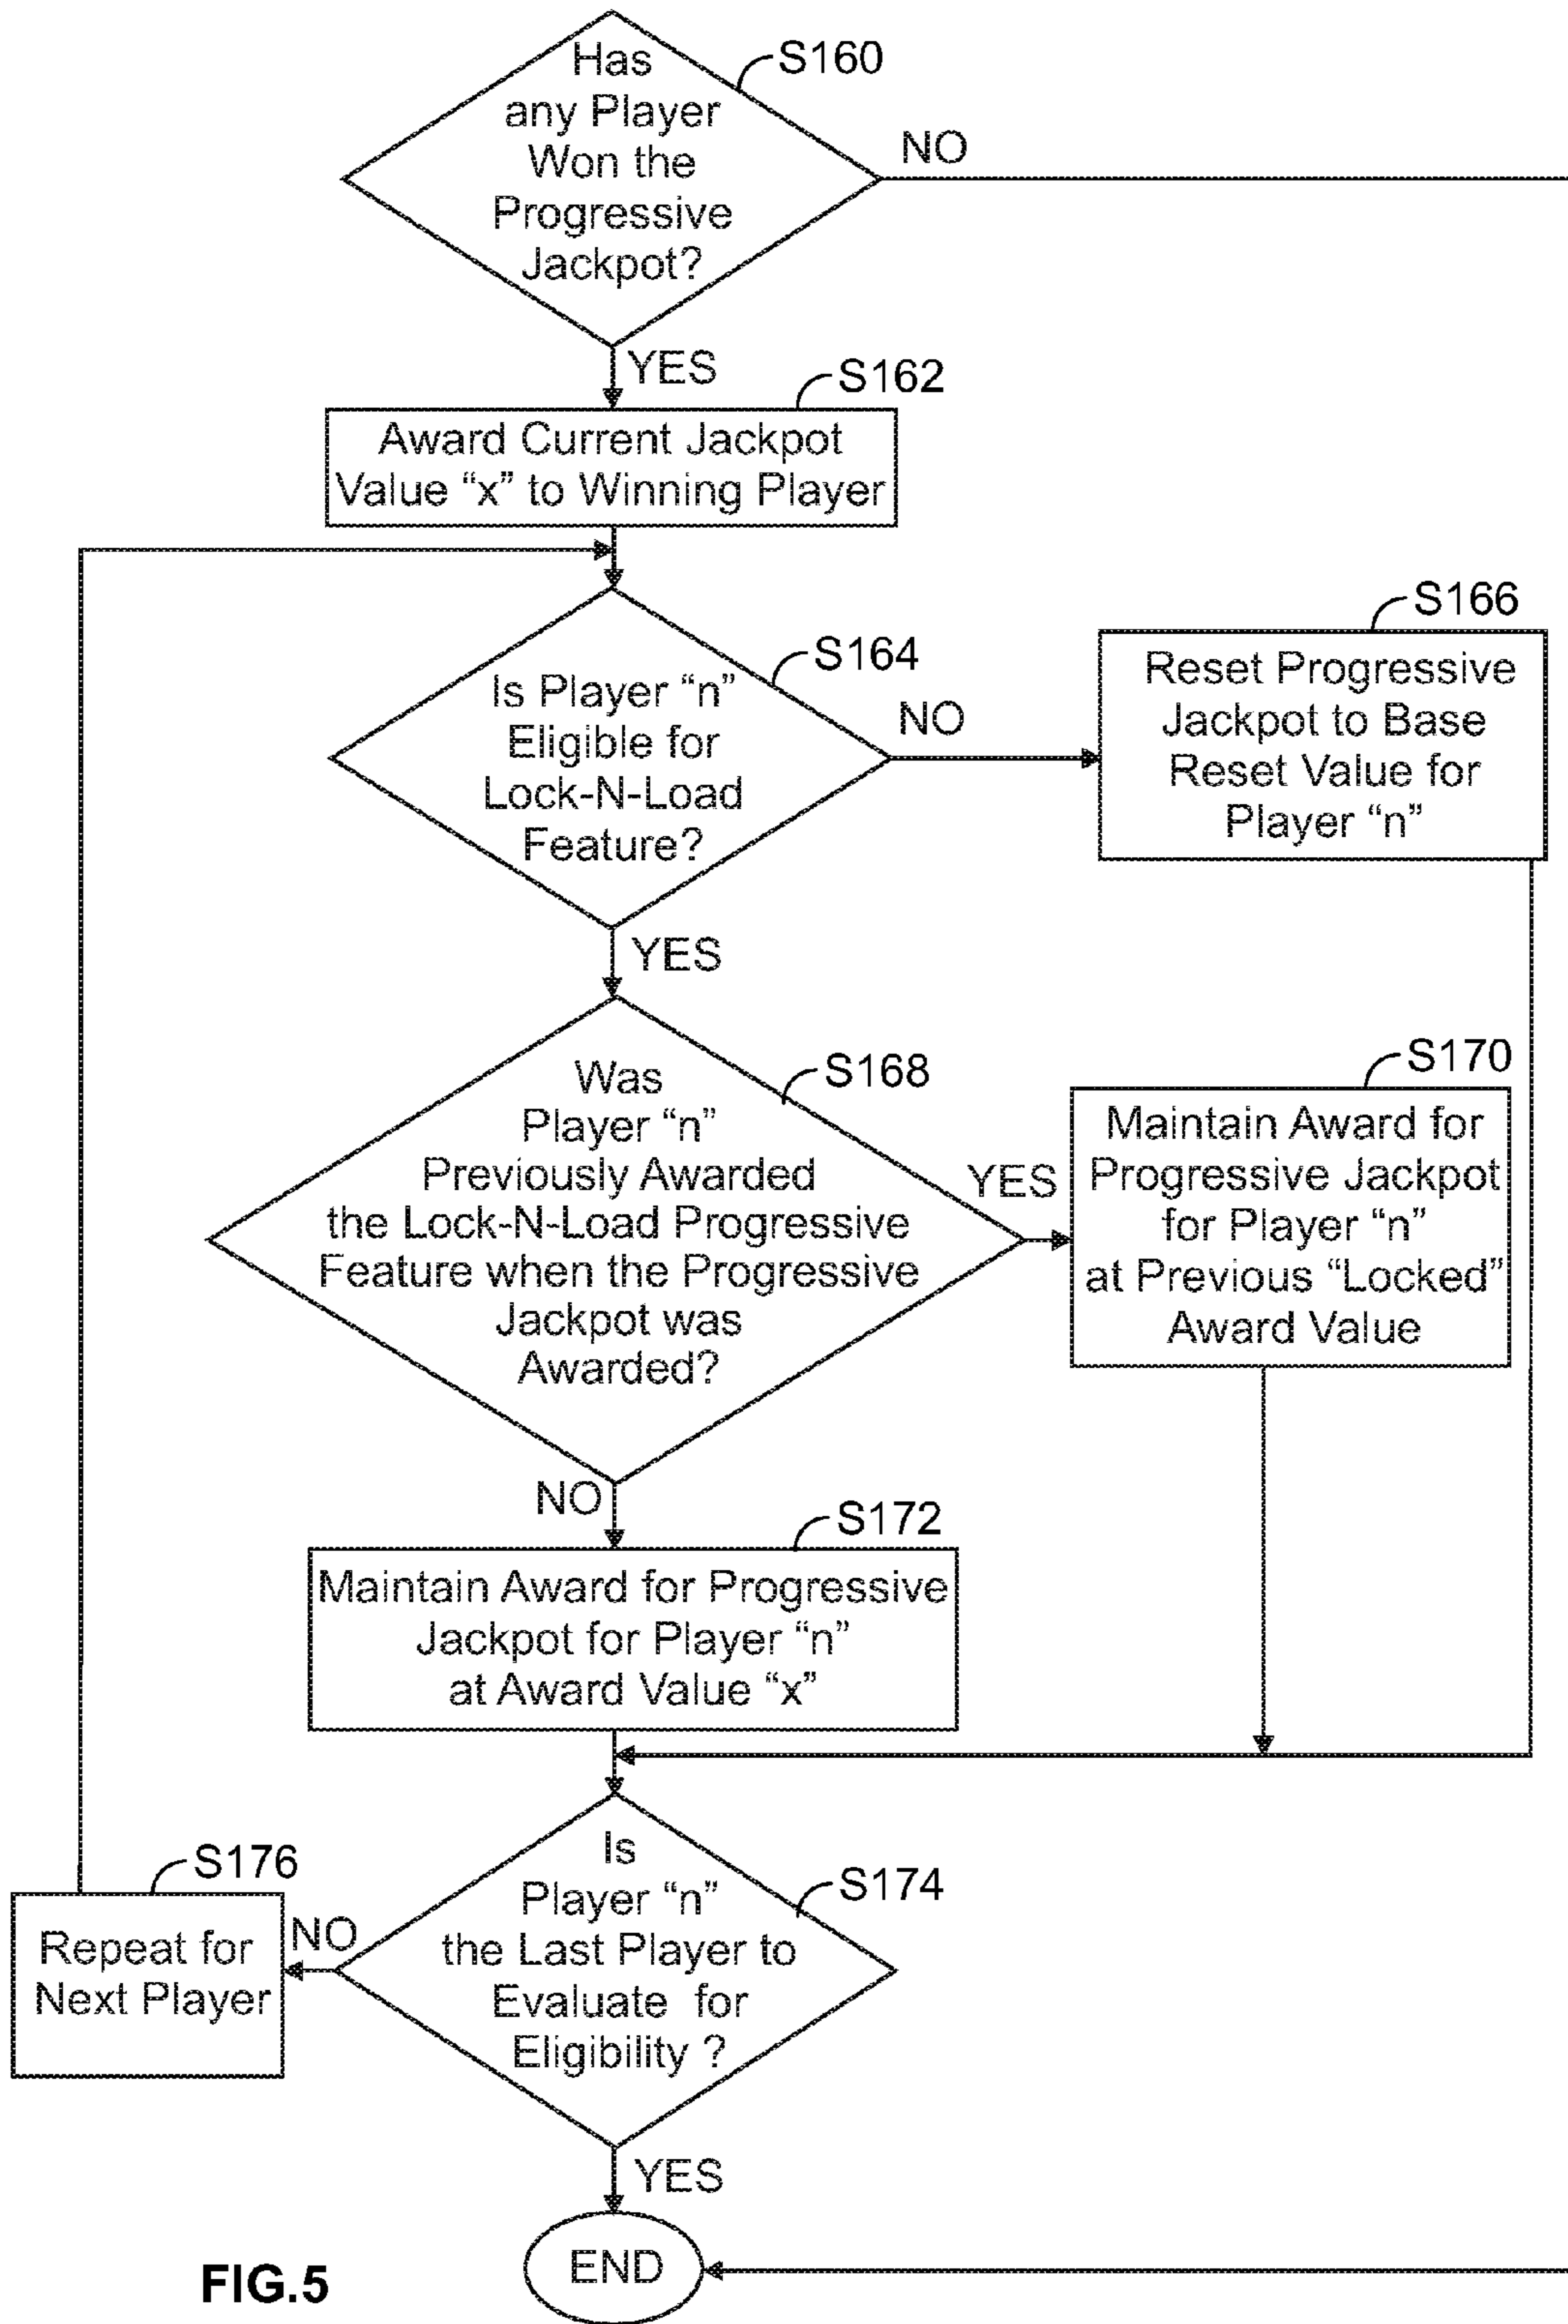 Has
any Player
Won the
Progressive
Jackpot?
S160
NO
YES
S162
Award Current Jackpot
Value “x” to Winning Player
S164
Is Player “n”
Eligible for
Lock-N-Load
Feature?
NO
S166
Reset Progressive
Jackpot to Base
Reset Value for
Player “n”
YES
S168
Was
Player “n”
Previously Awarded
the Lock-N-Load Progressive
Feature when the Progressive
Jackpot was
Awarded?
YES
S170
Maintain Award for
Progressive Jackpot
for Player “n”
at Previous “Locked”
Award Value
NO
S172
Maintain Award for Progressive
Jackpot for Player “n”
at Award Value “x”
S174
Is
Player “n”
the Last Player to
Evaluate for
Eligibility ?
NO
S176
Repeat for
Next Player
YES
END
FIG.5